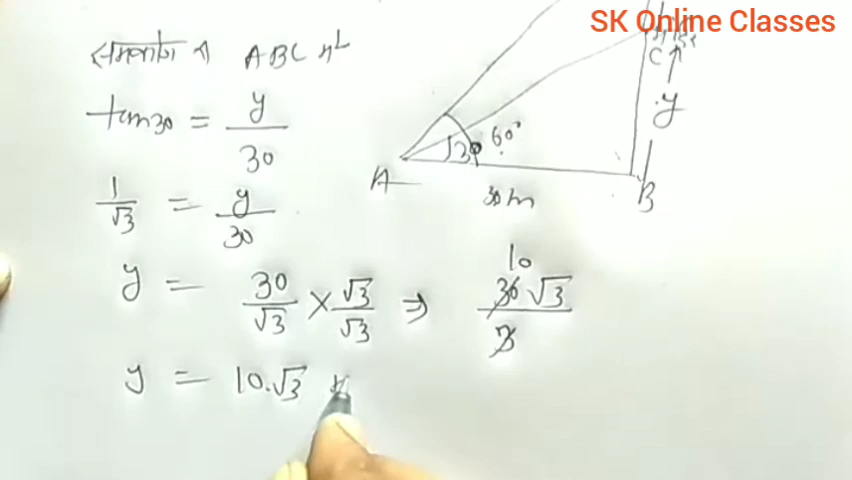 SK Online Classes
समकोण △ ABC में
tan30 = y/30
1/√3 = y/30
y = 30/√3 × √3/√3 ⇒ 10 30√3/3
y = 10.√3
A
30
60°
30m
B
C
y